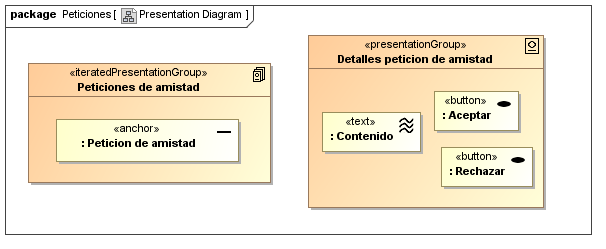 package Peticiones [ Presentation Diagram ]
«iteratedPresentationGroup»
Peticiones de amistad
«anchor»
: Peticion de amistad
«presentationGroup»
Detalles peticion de amistad
«text»
: Contenido
«button»
: Aceptar
«button»
: Rechazar